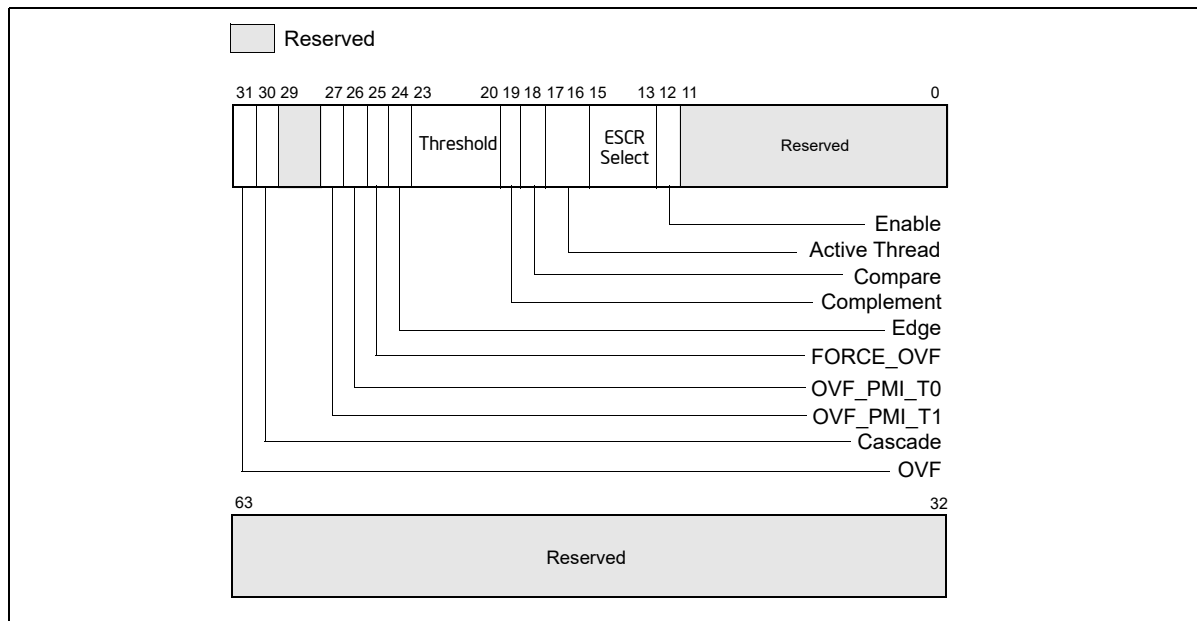 Reserved
31 30 29 27 26 25 24 23 20 19 18 17 16 15 13 12 11 0
Threshold
ESCR
Select
Reserved
Enable
Active Thread
Compare
Complement
Edge
FORCE_OVF
OVF_PMI_T0
OVF_PMI_T1
Cascade
OVF
63 32
Reserved